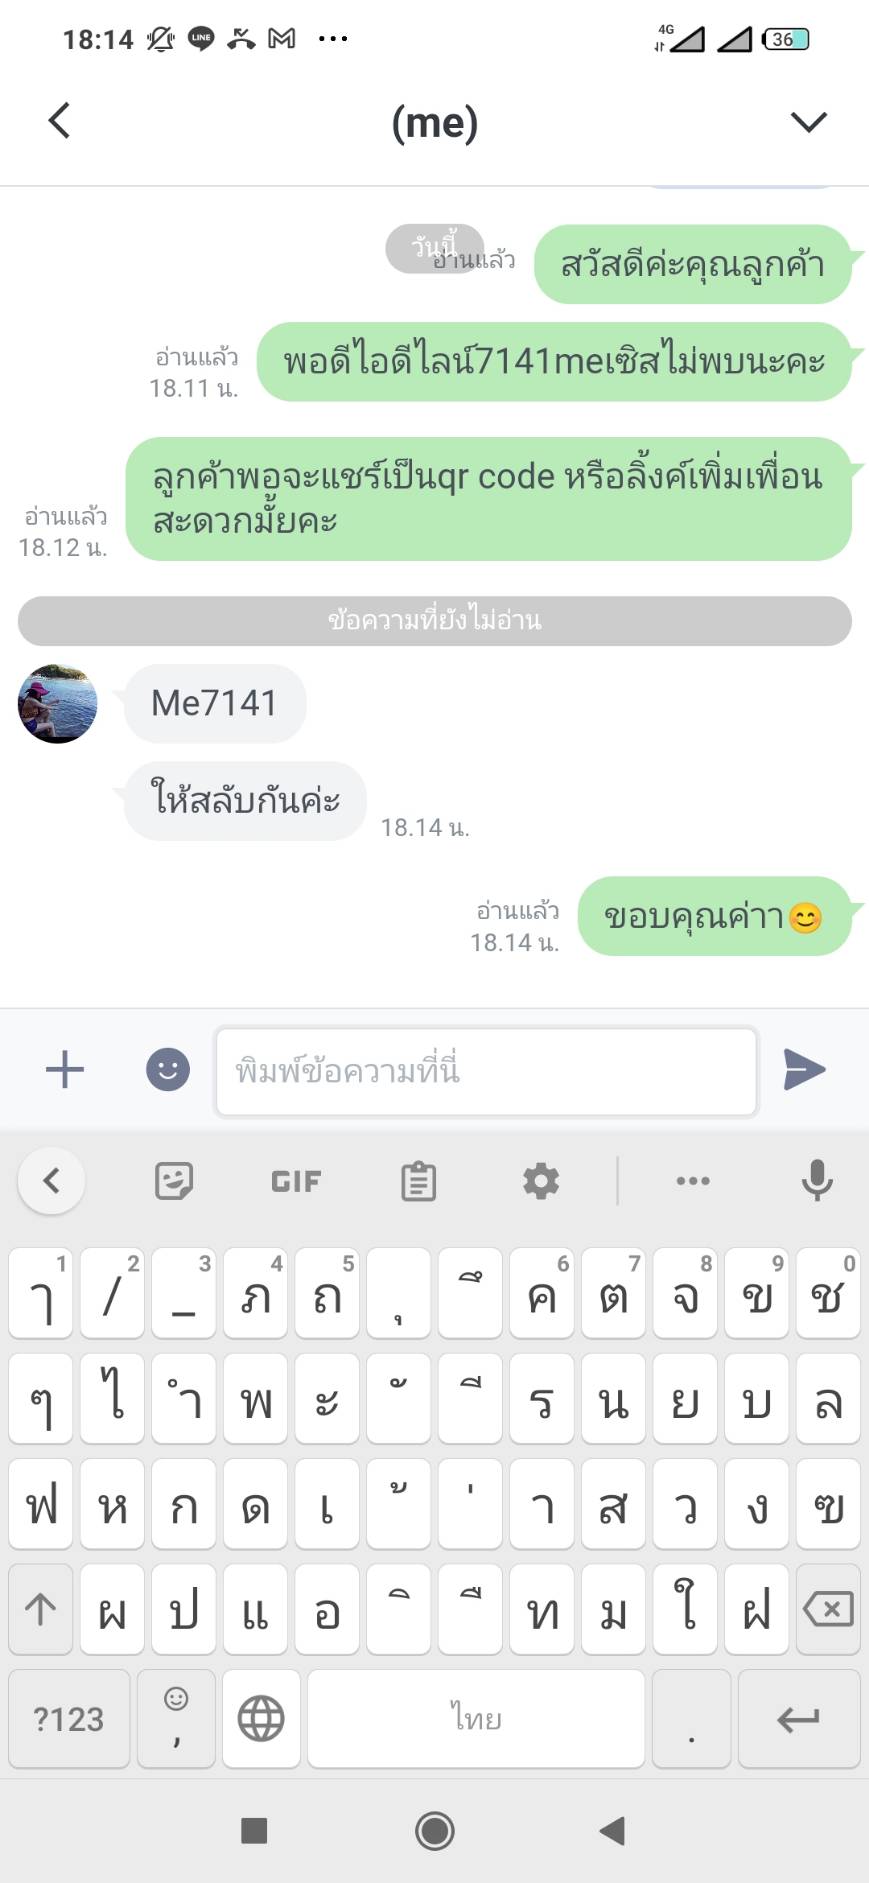 18:14 LINE 4G 36
(me)
วันนี้
อ่านแล้ว
สวัสดีค่ะคุณลูกค้า
พอดีไอดีไลน์7141meเซิสไม่พบนะคะ
อ่านแล้ว
18.11 น.
ลูกค้าพอจะแชร์เป็นqr code หรือลิ้งค์เพิ่มเพื่อน
สะดวกมั้ยคะ
อ่านแล้ว
18.12 น.
ข้อความที่ยังไม่อ่าน
Me7141
ให้สลับกันค่ะ
18.14 น.
ขอบคุณค่าา😊
อ่านแล้ว
18.14 น.
พิมพ์ข้อความที่นี่
GIF
1 2 3 4 5 6 7 8 9 0
ๅ / _ ภ ถ ุ ึ ค ต จ ข ช
ๆ ไ ำ พ ะ ั ี ร น ย บ ล
ฟ ห ก ด เ ้ ่ า ส ว ง ฃ
ผ ป แ อ ิ ื ท ม ใ ฝ
?123 , ไทย .